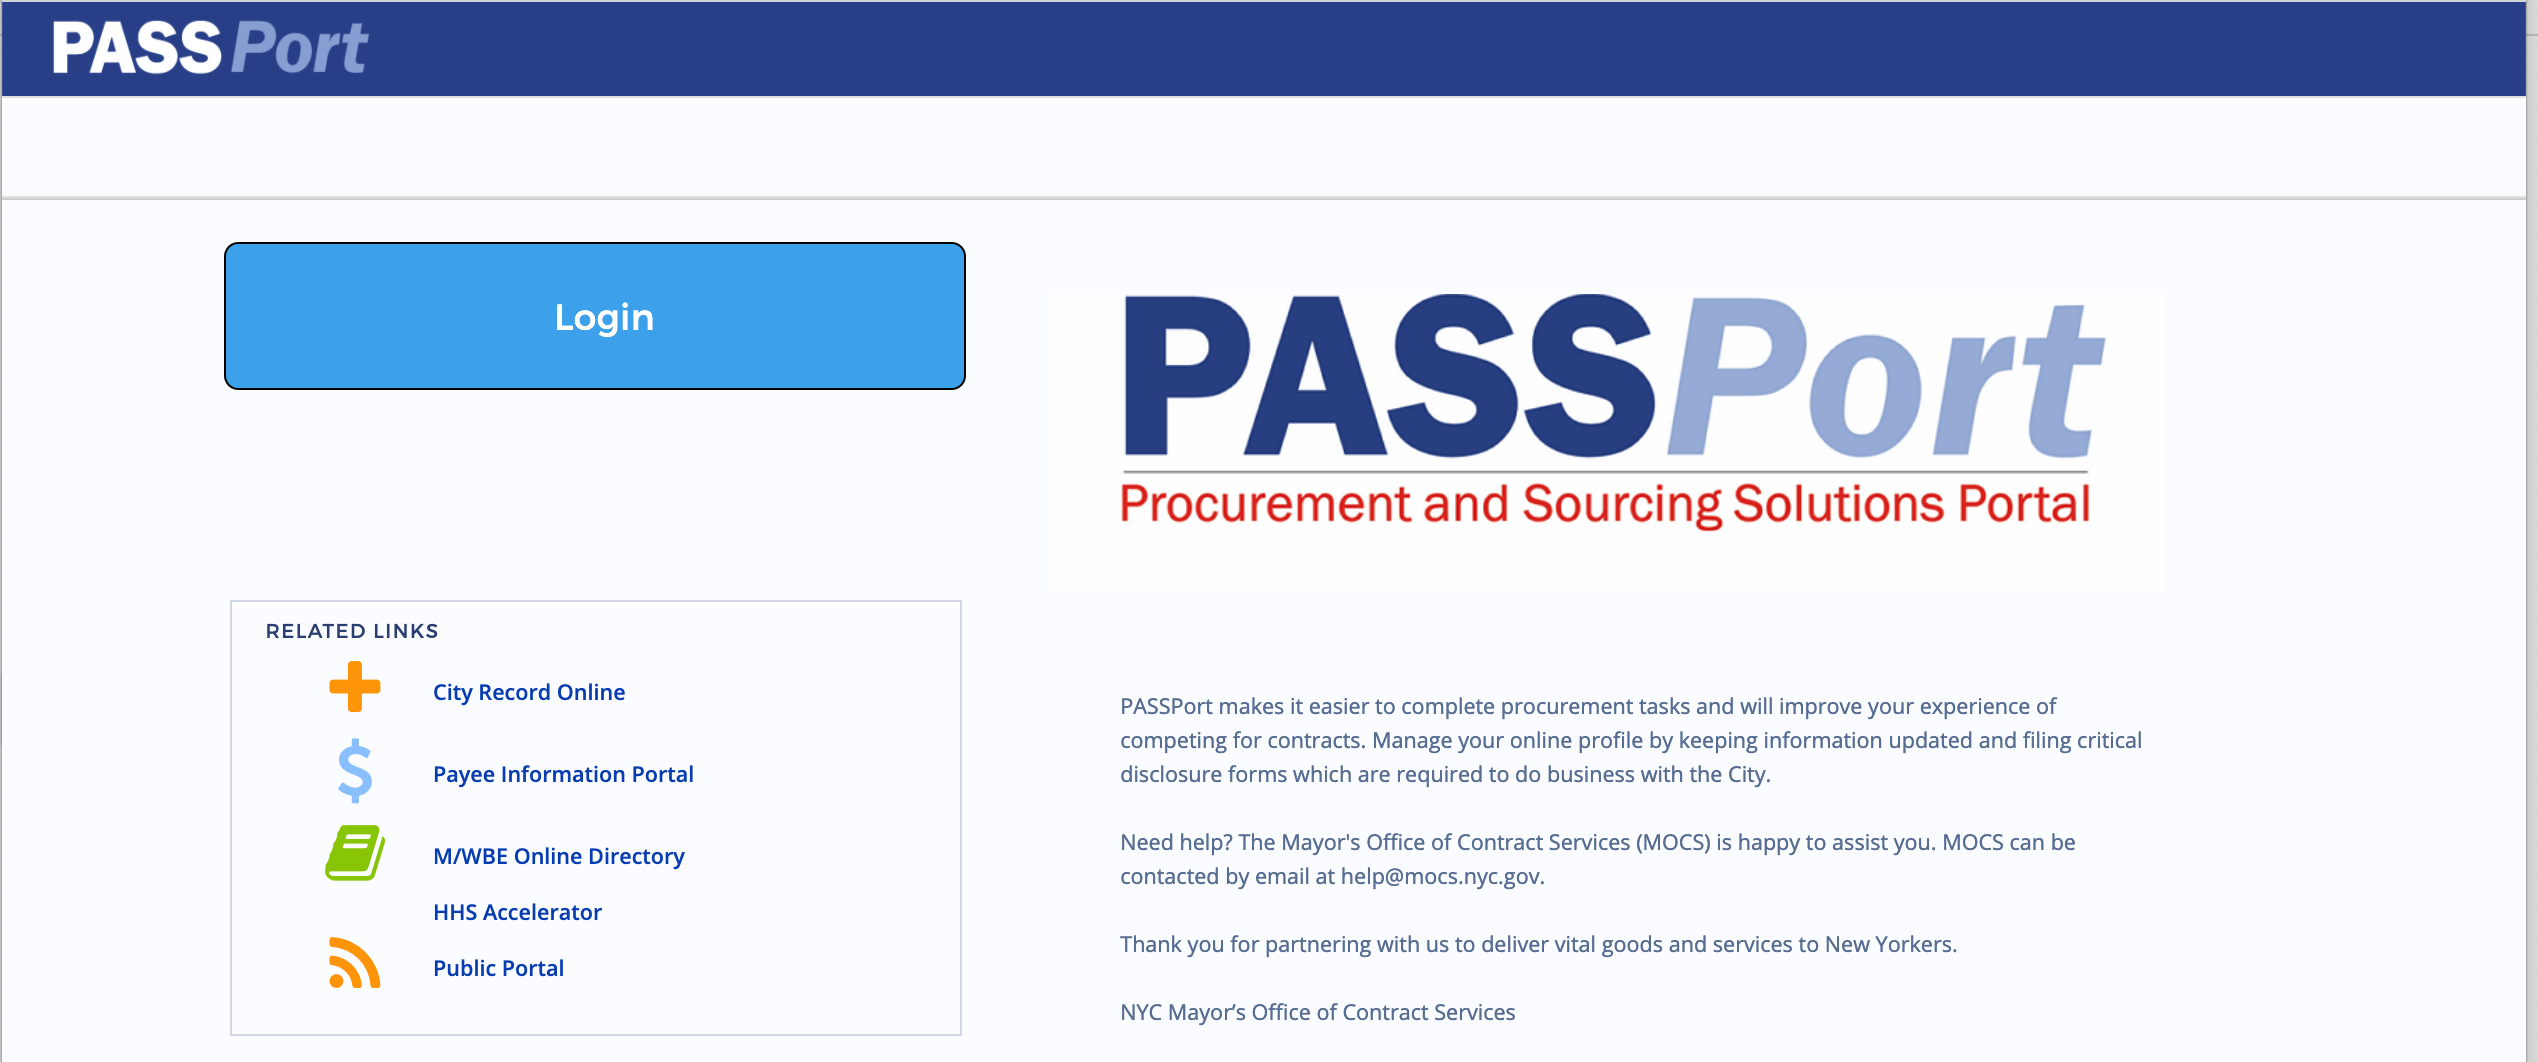 PASSPort
Login
PASSPort
Procurement and Sourcing Solutions Portal
RELATED LINKS
City Record Online
Payee Information Portal
M/WBE Online Directory
HHS Accelerator
Public Portal
PASSPort makes it easier to complete procurement tasks and will improve your experience of
competing for contracts. Manage your online profile by keeping information updated and filing critical
disclosure forms which are required to do business with the City.
Need help? The Mayor's Office of Contract Services (MOCS) is happy to assist you. MOCS can be
contacted by email at help@mocs.nyc.gov.
Thank you for partnering with us to deliver vital goods and services to New Yorkers.
NYC Mayor’s Office of Contract Services